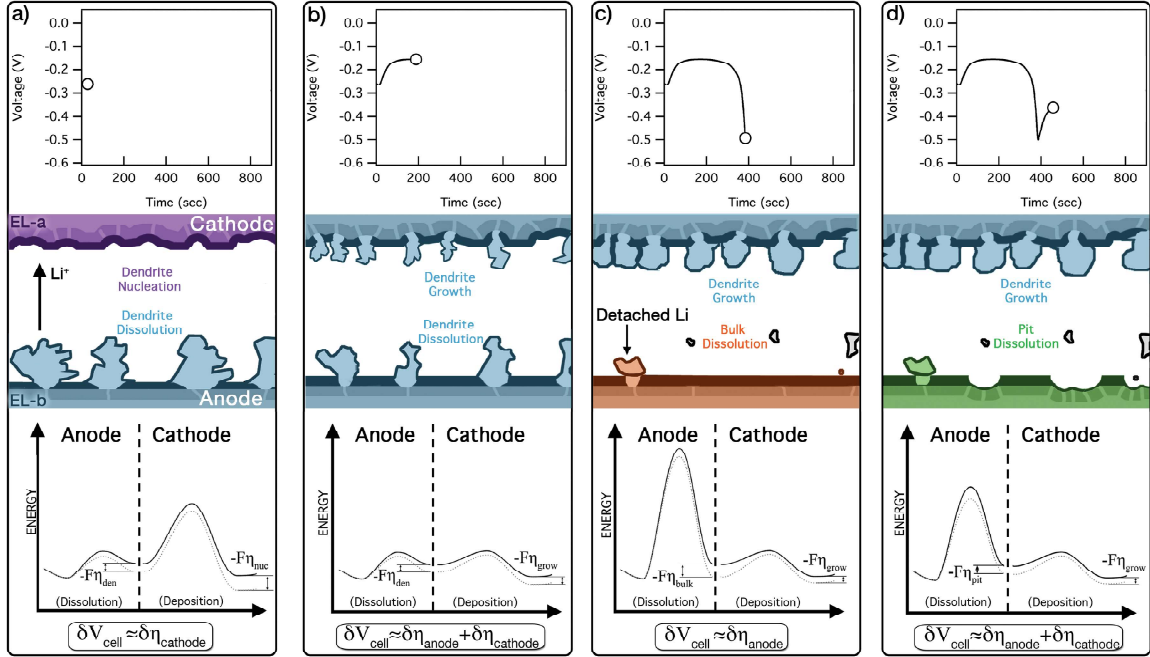 a)
Voltage (V)
0.0
-0.1
-0.2
-0.3
-0.4
-0.5
-0.6
0 200 400 600 800
Time (sec)
EL-a
Cathode
Li⁺
Dendrite
Nucleation
Dendrite
Dissolution
EL-b
Anode
Anode Cathode
ENERGY
-Fη_den
-Fη_nuc
(Dissolution) (Deposition)
δV_cell≃δη_cathode
b)
Voltage (V)
0.0
-0.1
-0.2
-0.3
-0.4
-0.5
-0.6
0 200 400 600 800
Time (sec)
Dendrite
Growth
Dendrite
Dissolution
Anode Cathode
ENERGY
-Fη_den
-Fη_grow
(Dissolution) (Deposition)
δV_cell≃δη_anode+δη_cathode
c)
Voltage (V)
0.0
-0.1
-0.2
-0.3
-0.4
-0.5
-0.6
0 200 400 600 800
Time (sec)
Dendrite
Growth
Detached Li
Bulk
Dissolution
Anode Cathode
ENERGY
-Fη_bulk
-Fη_grow
(Dissolution) (Deposition)
δV_cell≃δη_anode
d)
Voltage (V)
0.0
-0.1
-0.2
-0.3
-0.4
-0.5
-0.6
0 200 400 600 800
Time (sec)
Dendrite
Growth
Pit
Dissolution
Anode Cathode
ENERGY
-Fη_pit
-Fη_grow
(Dissolution) (Deposition)
δV_cell≃δη_anode+δη_cathode